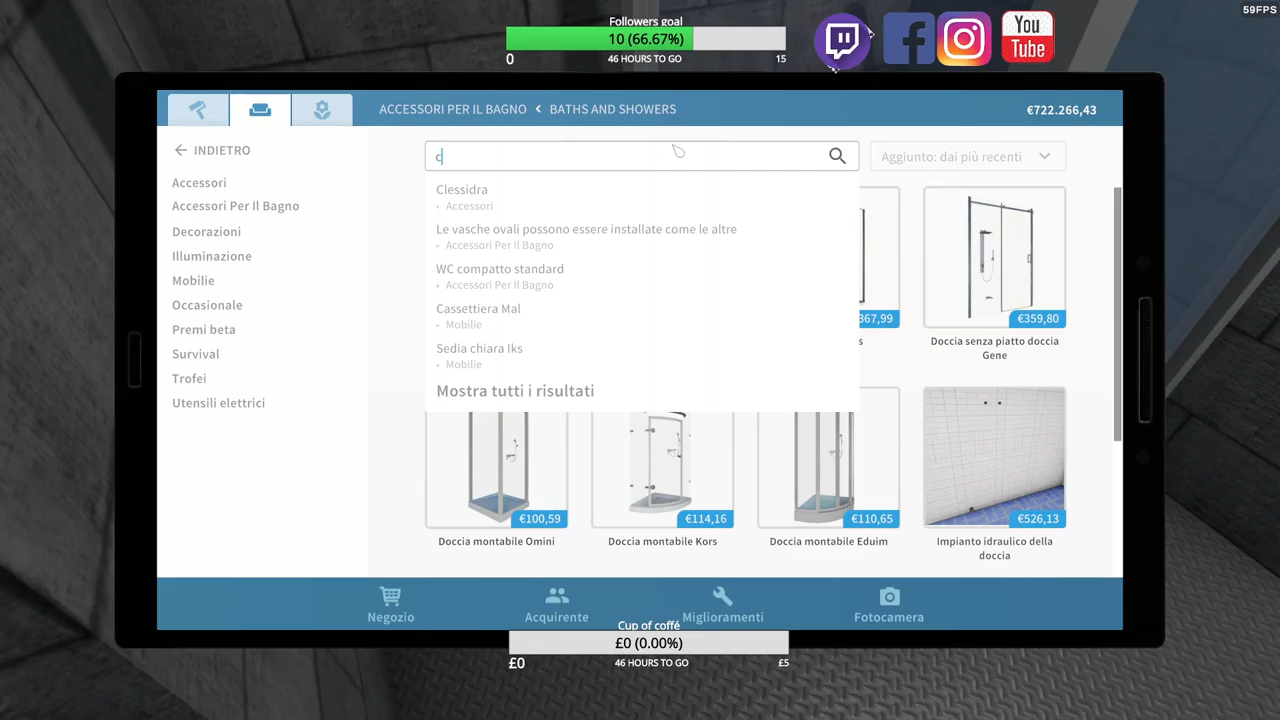 59FPS
Followers goal
10 (66.67%)
0
46 HOURS TO GO
15
You
Tube
ACCESSORI PER IL BAGNO < BATHS AND SHOWERS
€722.266,43
INDIETRO
Accessori
Accessori Per Il Bagno
Decorazioni
Illuminazione
Mobilie
Occasionale
Premi beta
Survival
Trofei
Utensili elettrici
c
Aggiunto: dai più recenti
Clessidra
• Accessori
Le vasche ovali possono essere installate come le altre
• Accessori Per Il Bagno
WC compatto standard
• Accessori Per Il Bagno
Cassettiera Mal
• Mobilie
Sedia chiara Iks
• Mobilie
Mostra tutti i risultati
367,99
€359,80
s
Doccia senza piatto doccia
Gene
€100,59
€114,16
€110,65
€526,13
Doccia montabile Omini
Doccia montabile Kors
Doccia montabile Eduim
Impianto idraulico della
doccia
Negozio
Acquirente
Miglioramenti
Fotocamera
Cup of coffé
£0 (0.00%)
£0
46 HOURS TO GO
£5